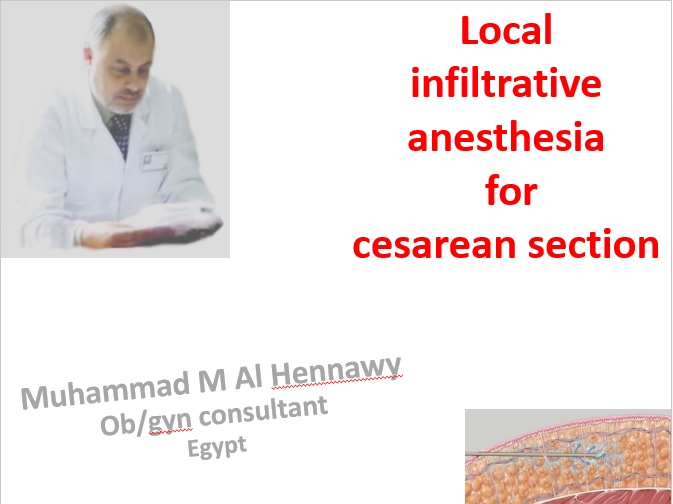 Local
infiltrative
anesthesia
for
cesarean section
Muhammad M Al Hennawy
Ob/gyn consultant
Egypt